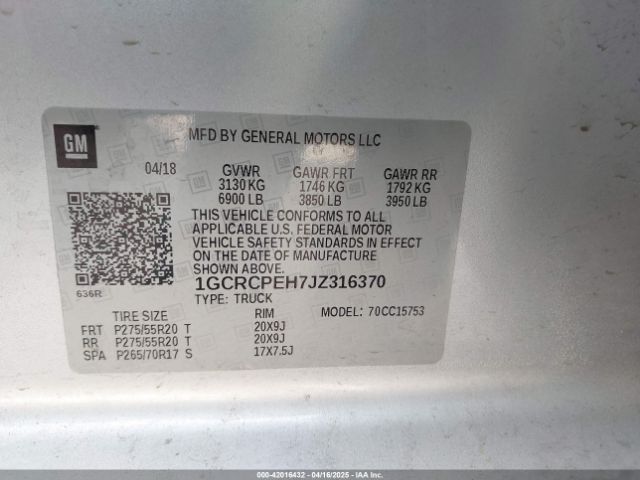 GM
MFD BY GENERAL MOTORS LLC
04/18 GVWR GAWR FRT GAWR RR
3130 KG 1746 KG 1792 KG
6900 LB 3850 LB 3950 LB
THIS VEHICLE CONFORMS TO ALL
APPLICABLE U.S. FEDERAL MOTOR
VEHICLE SAFETY STANDARDS IN EFFECT
ON THE DATE OF MANUFACTURE
SHOWN ABOVE.
636R
1GCRCPEH7JZ316370
TYPE: TRUCK
TIRE SIZE RIM MODEL: 70CC15753
FRT P275/55R20 T 20X9J
RR P275/55R20 T 20X9J
SPA P265/70R17 S 17X7.5J
000-42016432 - 04/16/2025 - IAAI.COM